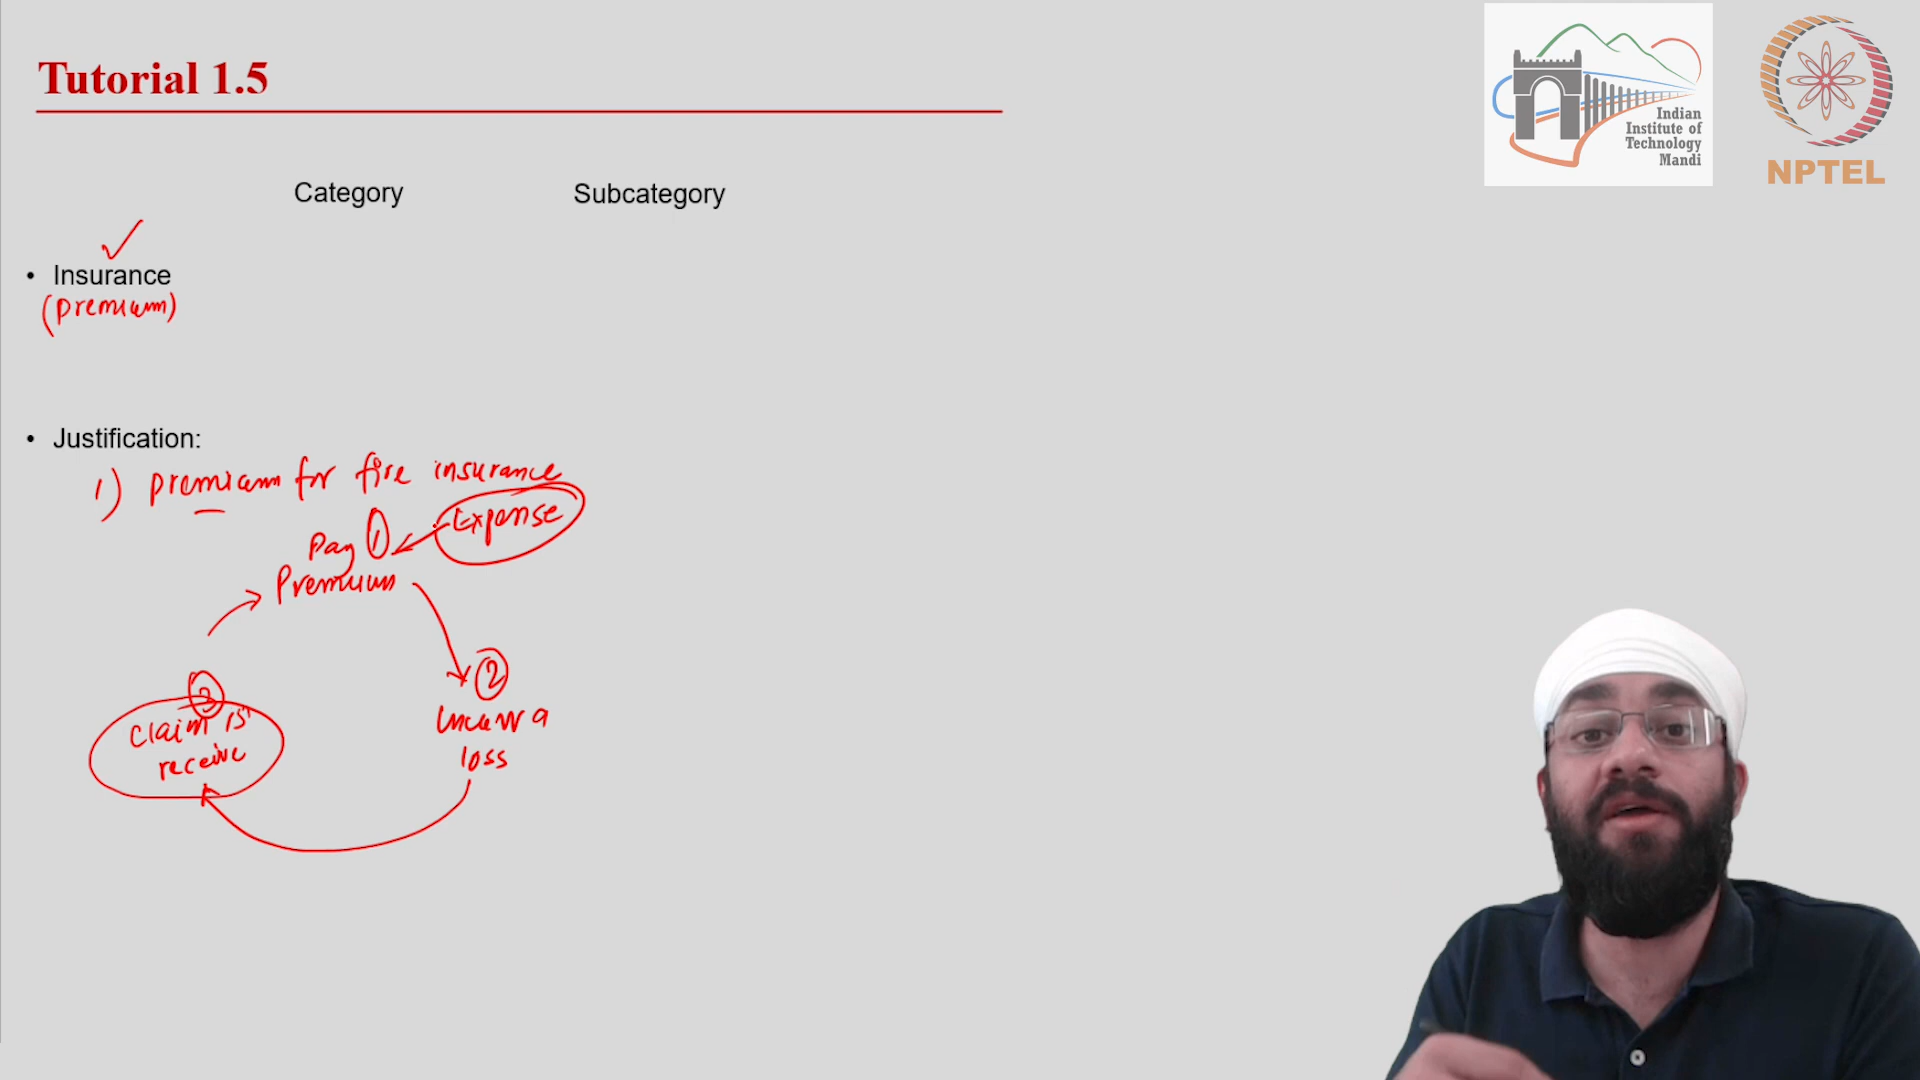 Tutorial 1.5
Indian
Institute of
Technology
Mandi
NPTEL
Category Subcategory
• Insurance
(premium)
• Justification:
1) premium for fire insurance
Expense
Pay 1
Premium
2
Incurr a
loss
3
Claim is
receive